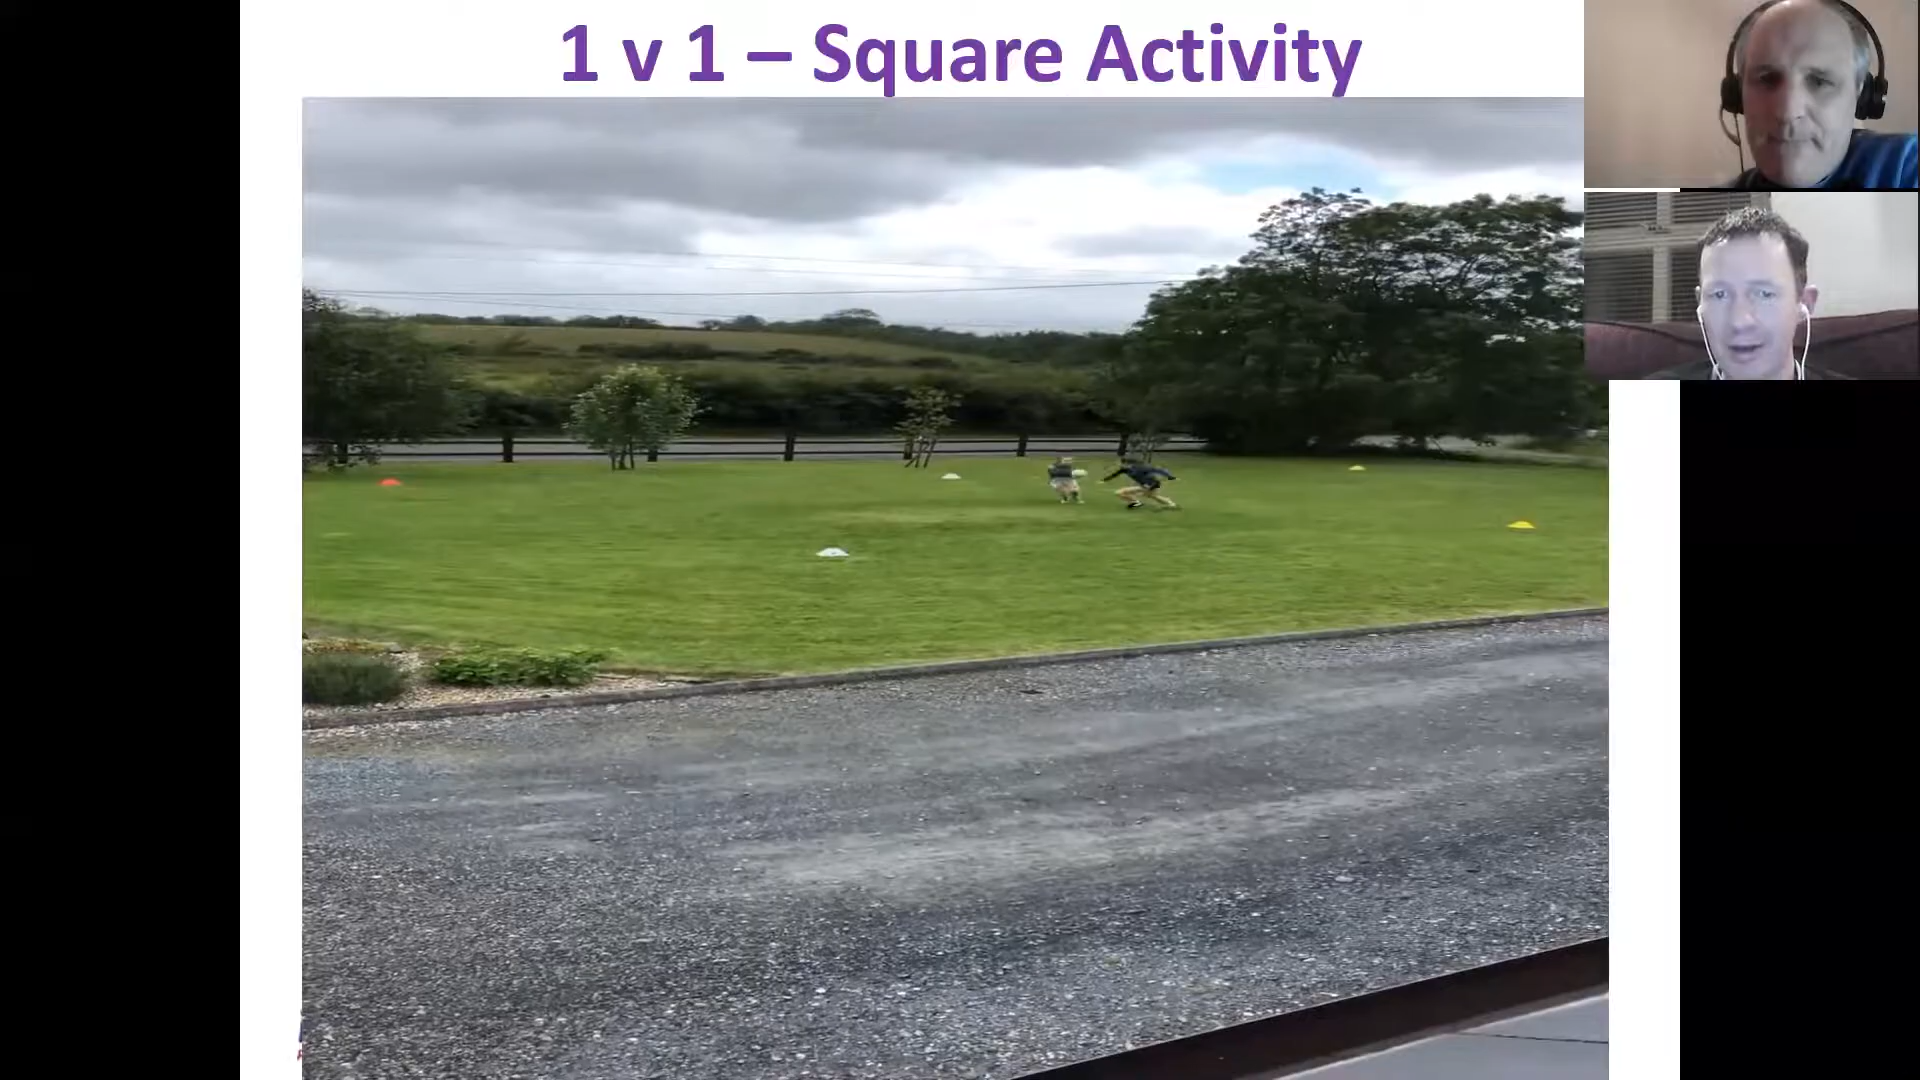 1 v 1 – Square Activity